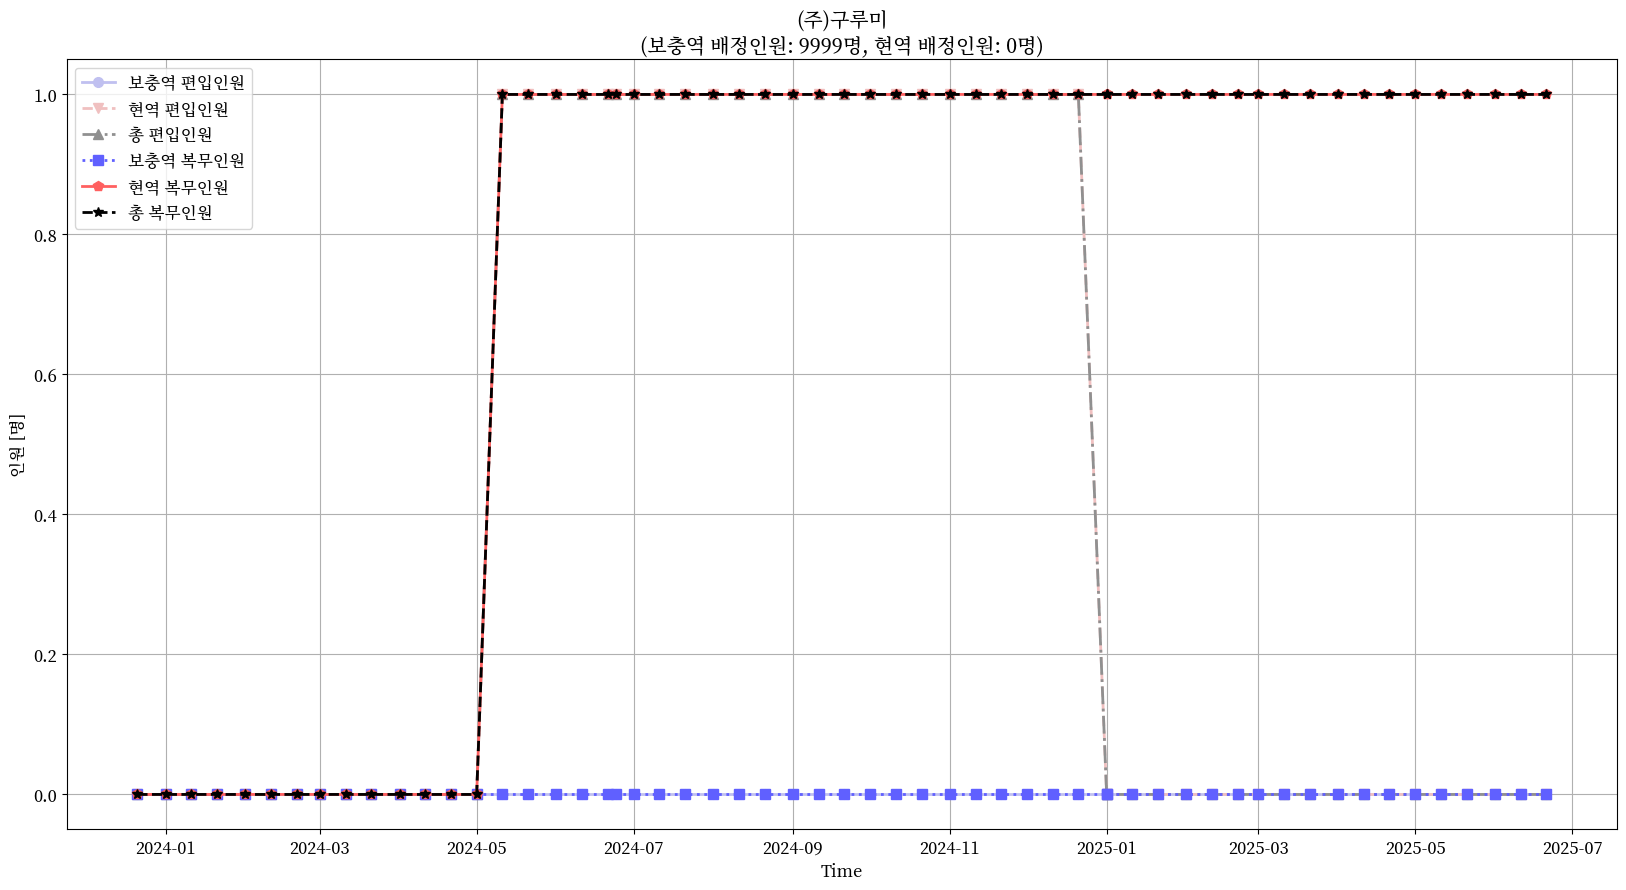 (주)구루미
(보충역 배정인원: 9999명, 현역 배정인원: 0명)
보충역 편입인원
현역 편입인원
총 편입인원
보충역 복무인원
현역 복무인원
총 복무인원
인원 [명]
1.0
0.8
0.6
0.4
0.2
0.0
2024-01
2024-03
2024-05
2024-07
2024-09
2024-11
2025-01
2025-03
2025-05
2025-07
Time